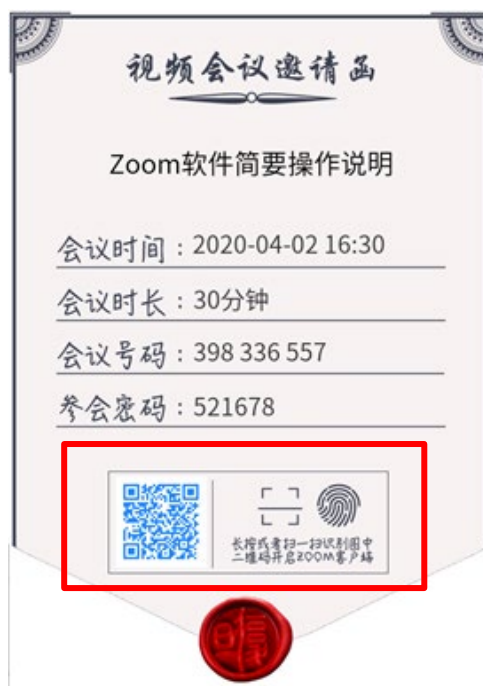 视频会议邀请函
Zoom软件简要操作说明
会议时间：2020-04-02 16:30
会议时长：30分钟
会议号码：398 336 557
参会密码：521678
长按或者扫一扫识别图中
二维码开启ZOOM客户端